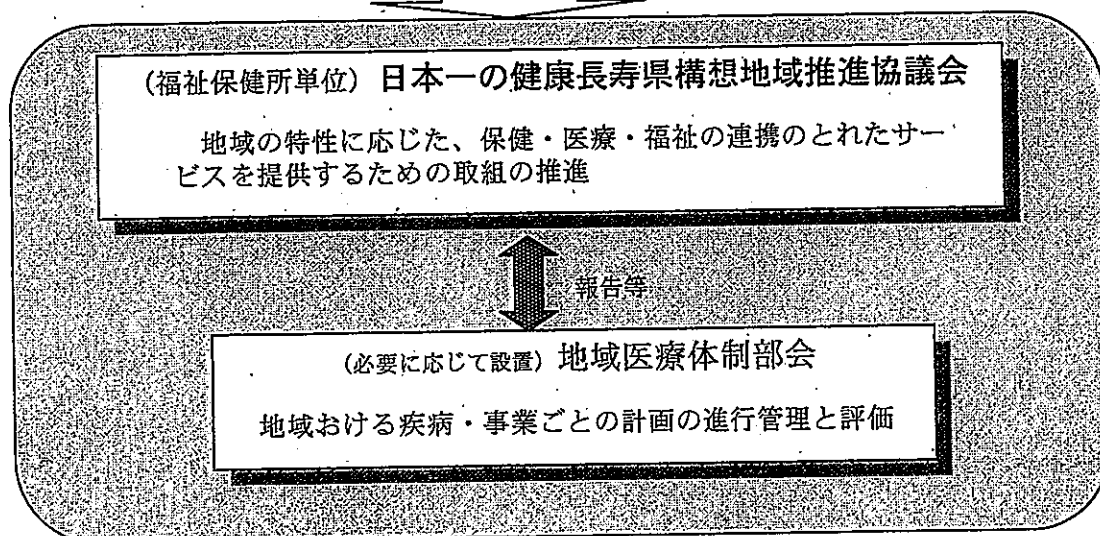 （福祉保健所単位）日本一の健康長寿県構想地域推進協議会
地域の特性に応じた、保健・医療・福祉の連携のとれたサー
ビスを提供するための取組の推進
報告等
（必要に応じて設置）地域医療体制部会
地域おける疾病・事業ごとの計画の進行管理と評価